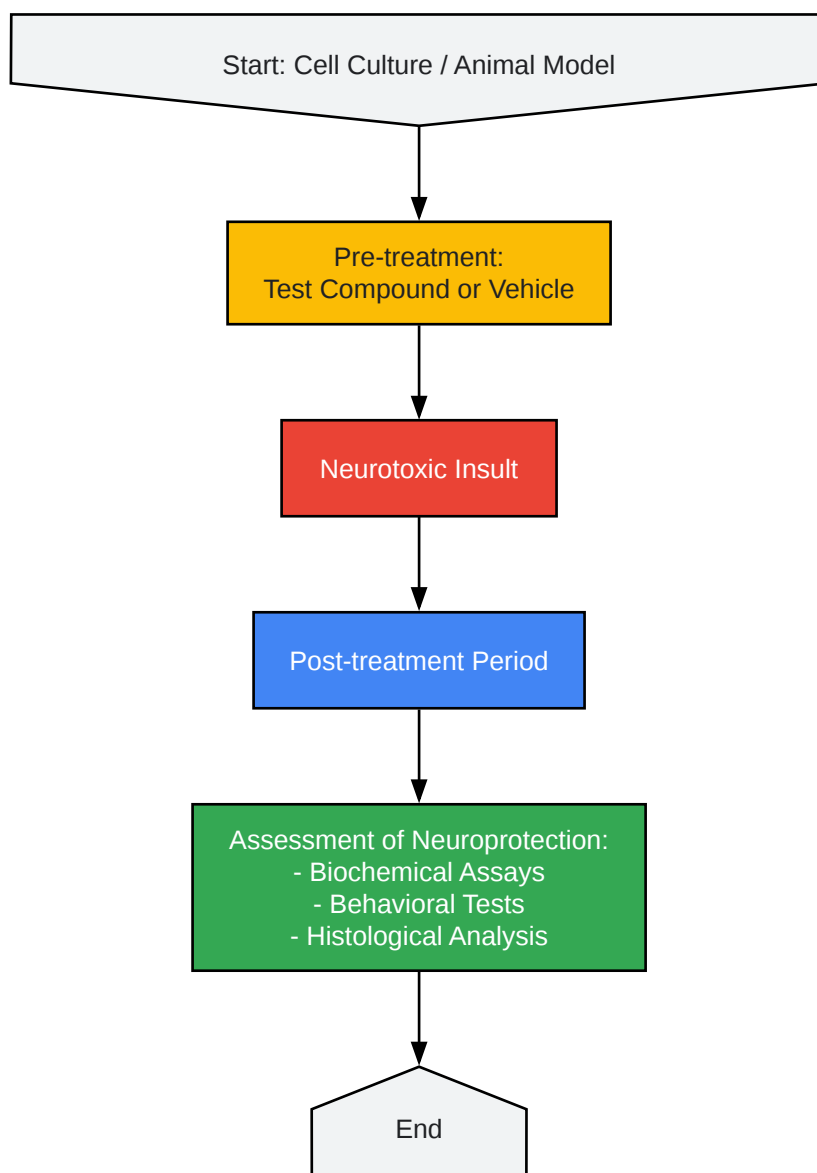 Start: Cell Culture / Animal Model
Pre-treatment:
Test Compound or Vehicle
Neurotoxic Insult
Post-treatment Period
Assessment of Neuroprotection:
- Biochemical Assays
- Behavioral Tests
- Histological Analysis
End